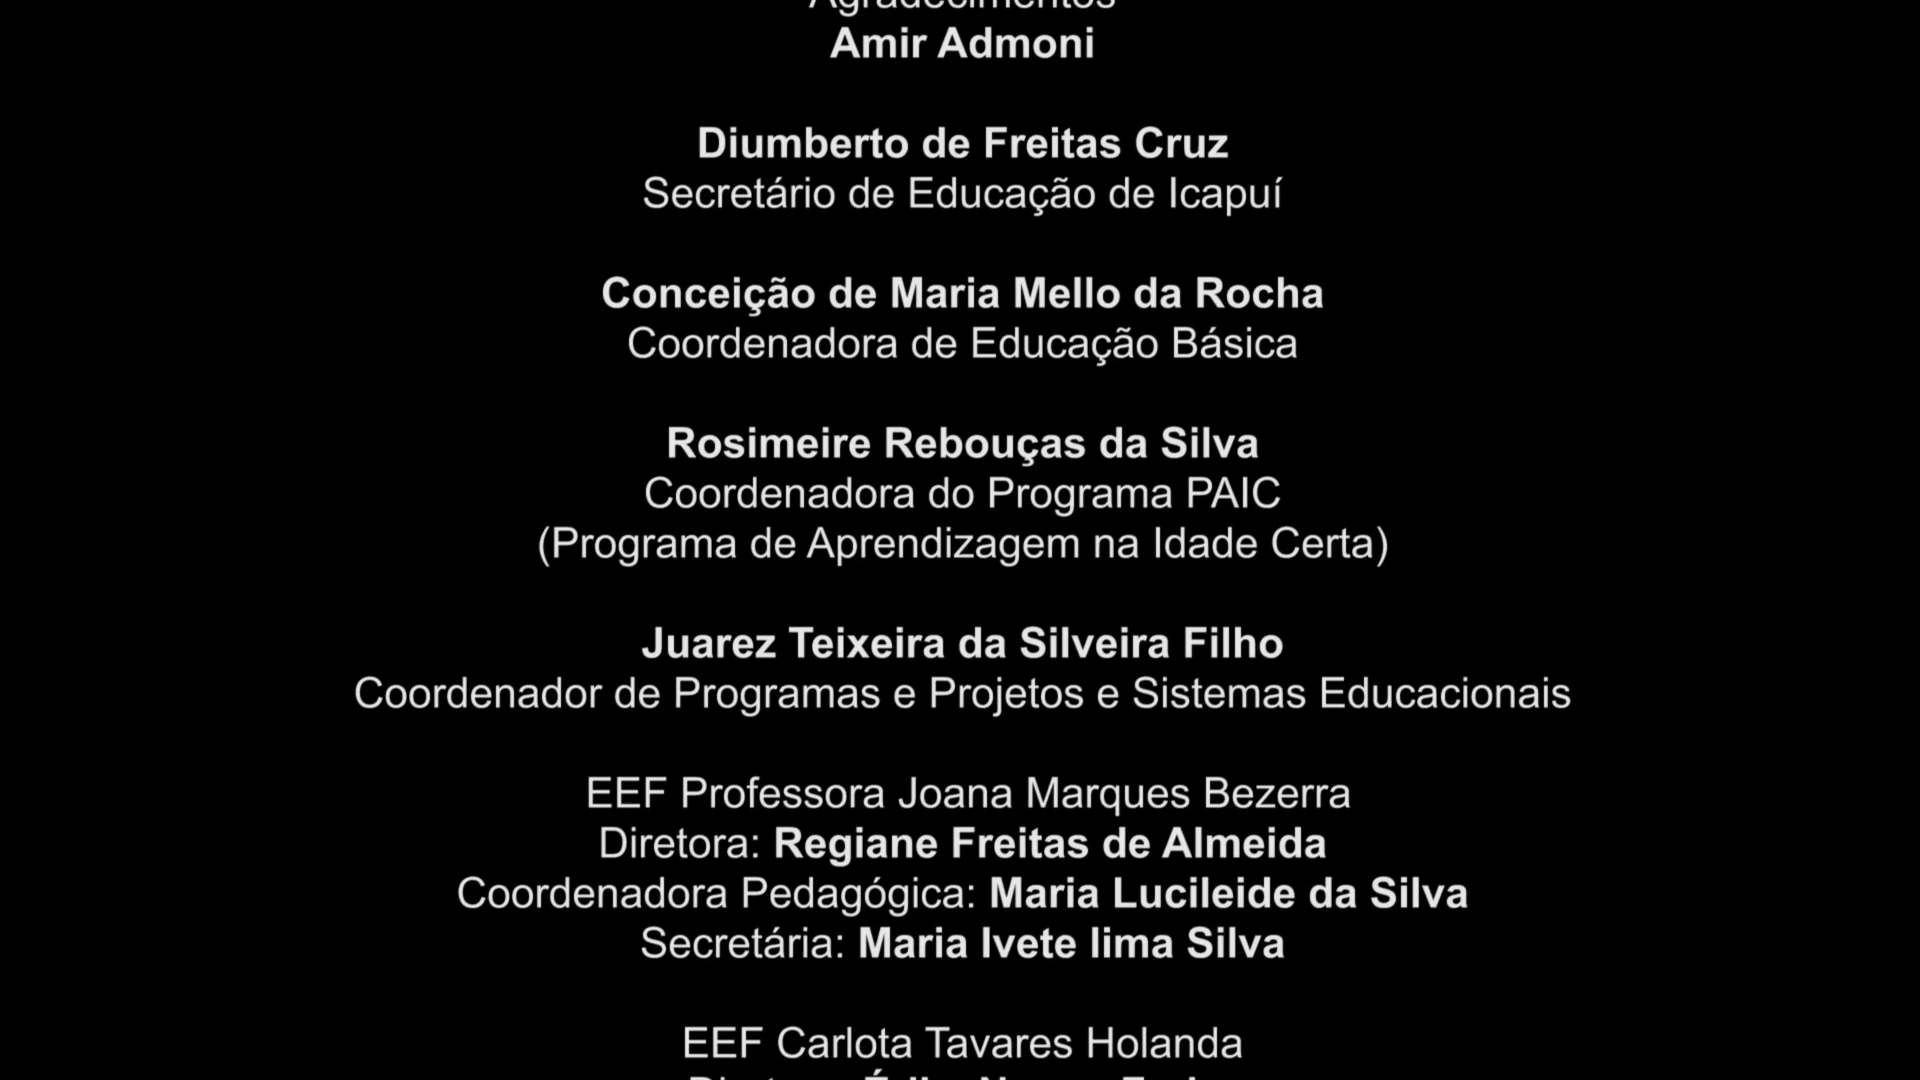 Agradecimentos
Amir Admoni
Diumberto de Freitas Cruz
Secretário de Educação de Icapuí
Conceição de Maria Mello da Rocha
Coordenadora de Educação Básica
Rosimeire Rebouças da Silva
Coordenadora do Programa PAIC
(Programa de Aprendizagem na Idade Certa)
Juarez Teixeira da Silveira Filho
Coordenador de Programas e Projetos e Sistemas Educacionais
EEF Professora Joana Marques Bezerra
Diretora: Regiane Freitas de Almeida
Coordenadora Pedagógica: Maria Lucileide da Silva
Secretária: Maria Ivete lima Silva
EEF Carlota Tavares Holanda